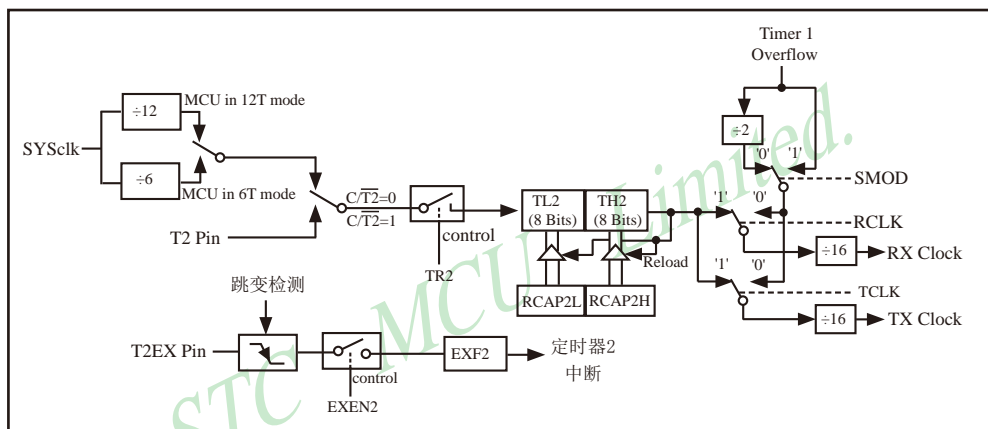 Timer 1
Overflow
÷12
MCU in 12T mode
SYSclk
÷6
MCU in 6T mode
÷2
'0'
'1'
SMOD
C/T2=0
C/T2=1
T2 Pin
control
TR2
TL2
(8 Bits)
TH2
(8 Bits)
Reload
RCAP2L
RCAP2H
'1'
'0'
RCLK
÷16
RX Clock
'1'
'0'
TCLK
÷16
TX Clock
跳变检测
T2EX Pin
control
EXEN2
EXF2
定时器2
中断
STC MCU Limited.